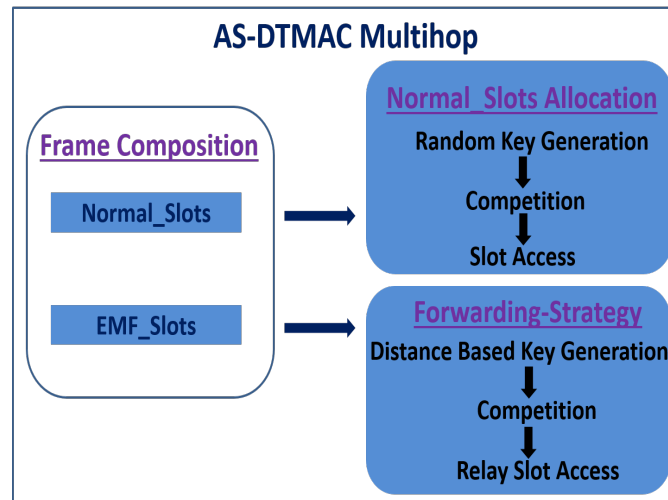 AS-DTMAC Multihop
Frame Composition
Normal_Slots
EMF_Slots
Normal_Slots Allocation
Random Key Generation
Competition
Slot Access
Forwarding-Strategy
Distance Based Key Generation
Competition
Relay Slot Access